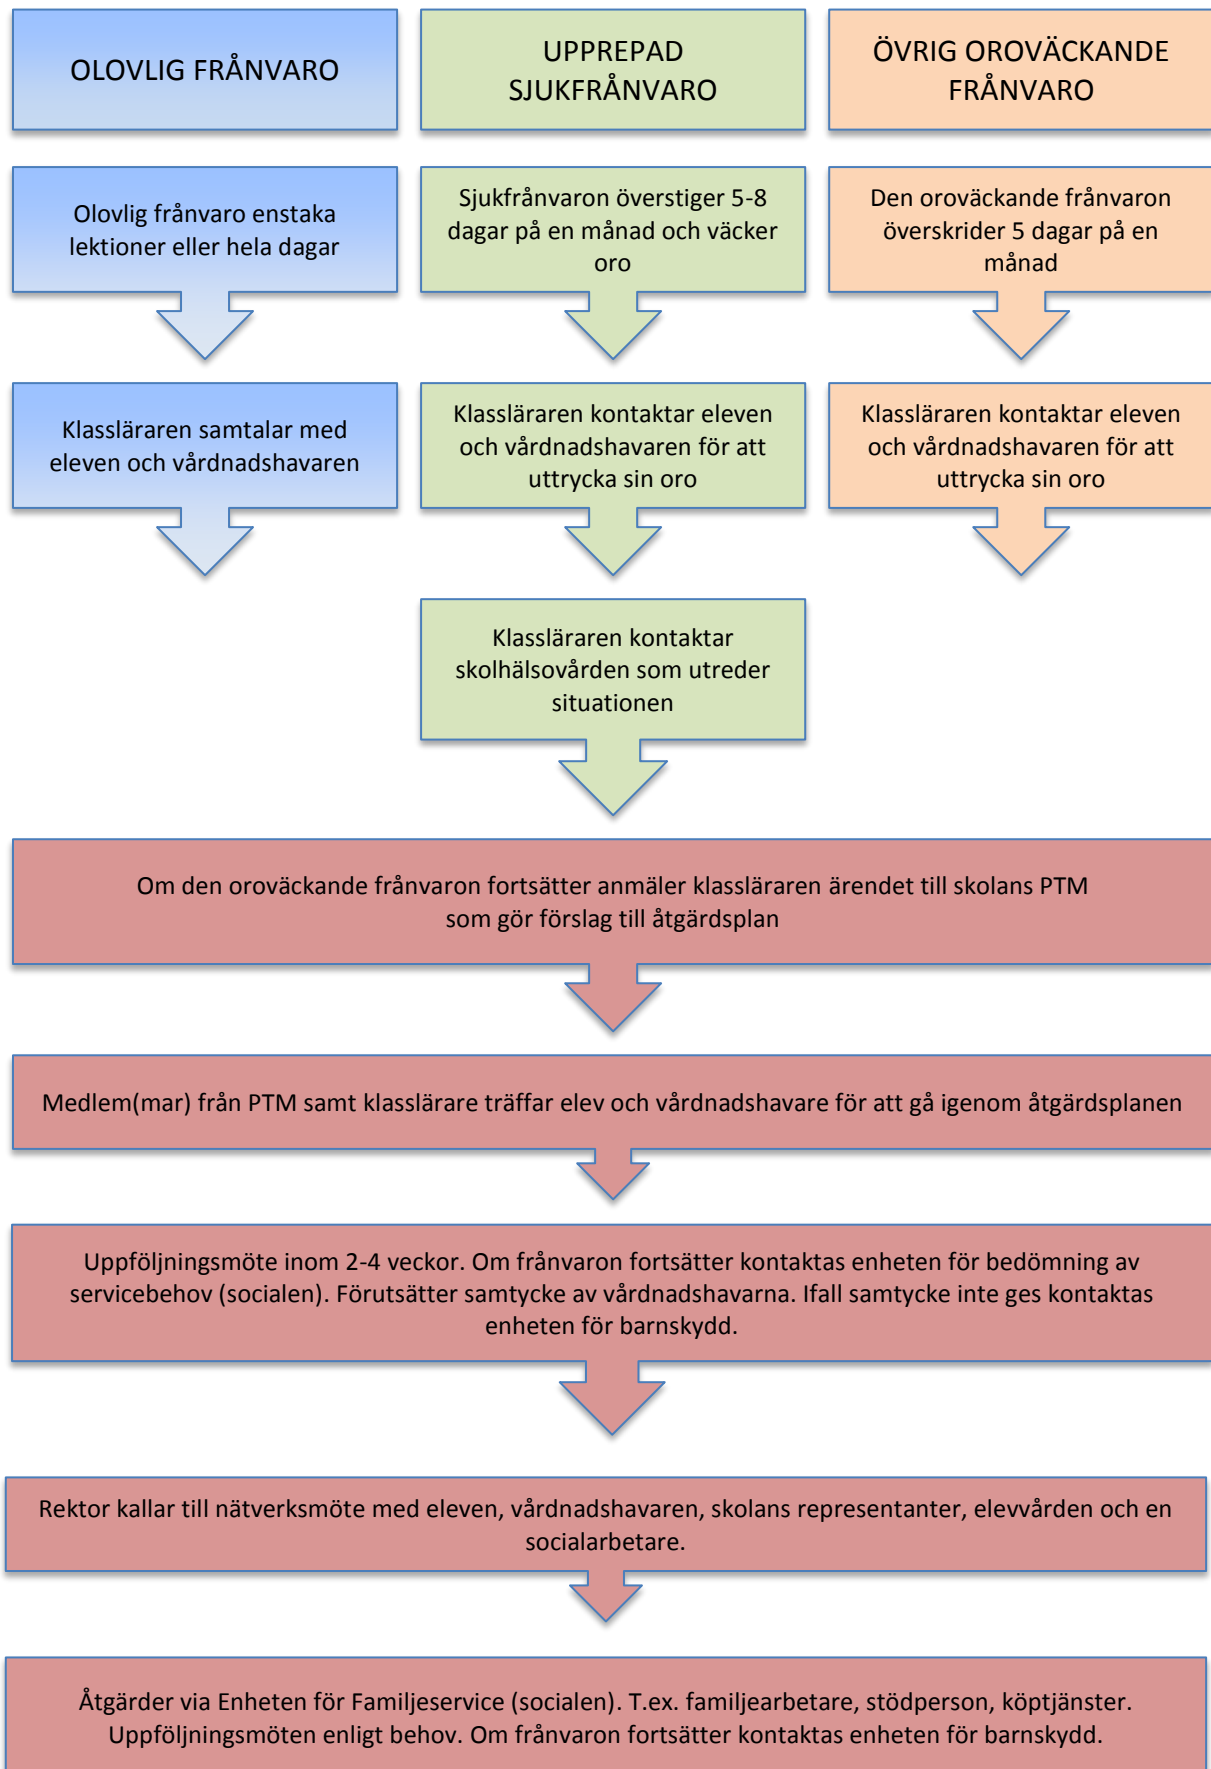 OLOVLIG FRÅNVARO
UPPREPAD
SJUKFRÅNVARO
ÖVRIG OROVÄCKANDE
FRÅNVARO
Olovlig frånvaro enstaka
lektioner eller hela dagar
Sjukfrånvaron överstiger 5-8
dagar på en månad och väcker
oro
Den oroväckande frånvaron
överskrider 5 dagar på en
månad
Klassläraren samtalar med
eleven och vårdnadshavaren
Klassläraren kontaktar eleven
och vårdnadshavaren för att
uttrycka sin oro
Klassläraren kontaktar eleven
och vårdnadshavaren för att
uttrycka sin oro
Klassläraren kontaktar
skolhälsovården som utreder
situationen
Om den oroväckande frånvaron fortsätter anmäler klassläraren ärendet till skolans PTM
som gör förslag till åtgärdsplan
Medlem(mar) från PTM samt klasslärare träffar elev och vårdnadshavare för att gå igenom åtgärdsplanen
Uppföljningsmöte inom 2-4 veckor. Om frånvaron fortsätter kontaktas enheten för bedömning av
servicebehov (socialen). Förutsätter samtycke av vårdnadshavarna. Ifall samtycke inte ges kontaktas
enheten för barnskydd.
Rektor kallar till nätverksmöte med eleven, vårdnadshavaren, skolans representanter, elevvården och en
socialarbetare.
Åtgärder via Enheten för Familjeservice (socialen). T.ex. familjearbetare, stödperson, köptjänster.
Uppföljningsmöten enligt behov. Om frånvaron fortsätter kontaktas enheten för barnskydd.